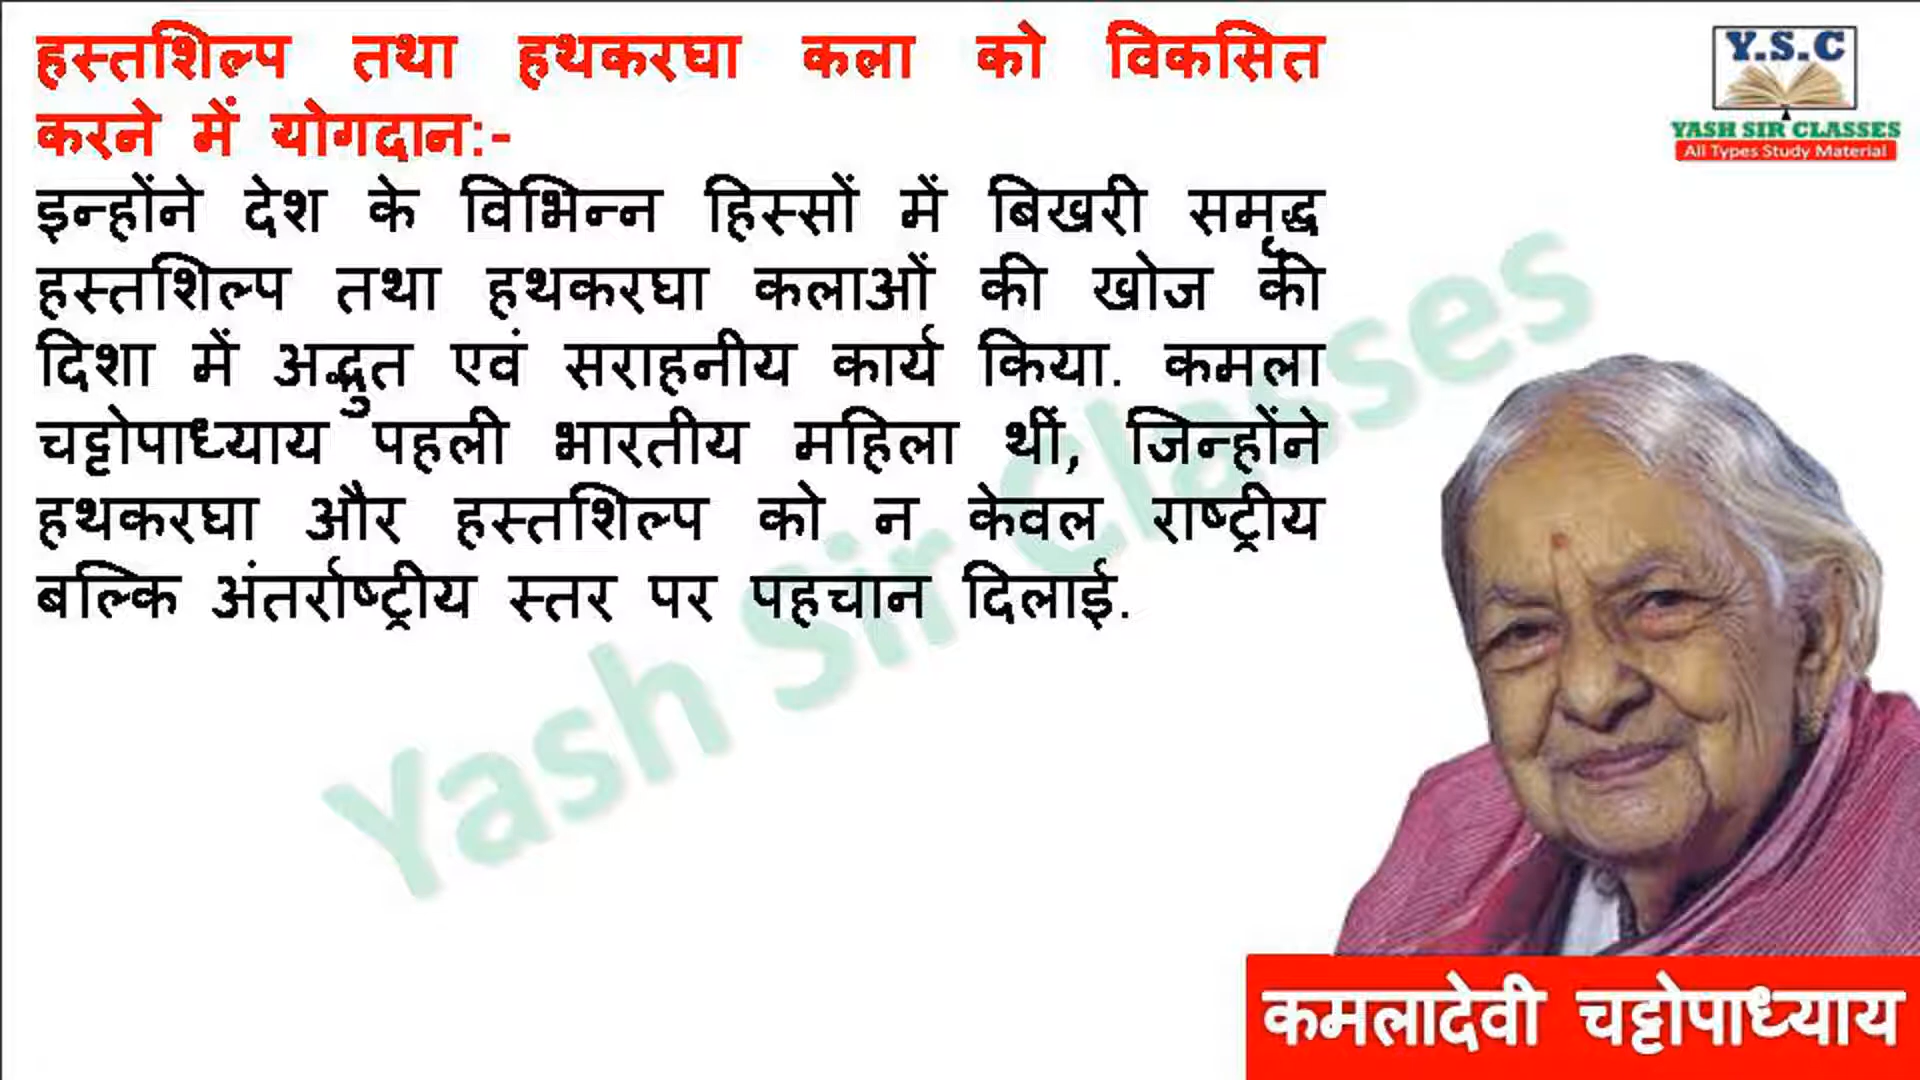 हस्तशिल्प तथा हथकरघा कला को विकसित
करने में योगदान:-
इन्होंने देश के विभिन्न हिस्सों में बिखरी समृद्ध
हस्तशिल्प तथा हथकरघा कलाओं की खोज की
दिशा में अद्भुत एवं सराहनीय कार्य किया. कमला
चट्टोपाध्याय पहली भारतीय महिला थीं, जिन्होंने
हथकरघा और हस्तशिल्प को न केवल राष्ट्रीय
बल्कि अंतर्राष्ट्रीय स्तर पर पहचान दिलाई.
Y.S.C
YASH SIR CLASSES
All Types Study Material
Yash Sir Classes
कमलादेवी चट्टोपाध्याय